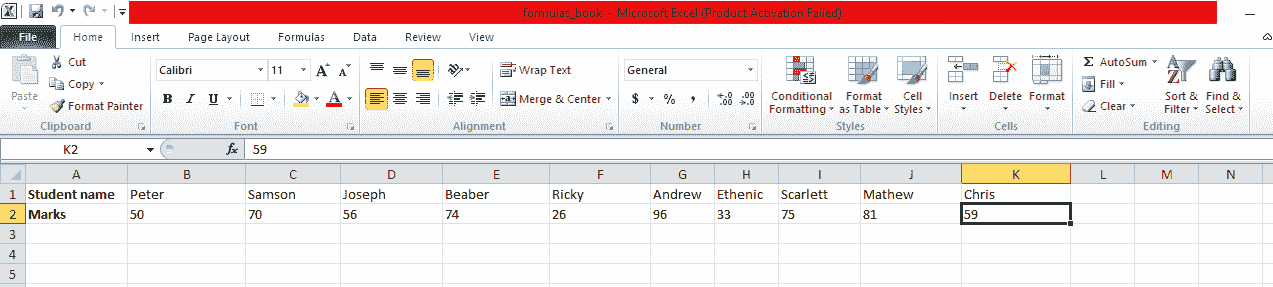 formulas_book - Microsoft Excel (Product Activation Failed)
File Home Insert Page Layout Formulas Data Review View
Cut Calibri 11 A A Wrap Text General AutoSum
Copy Fill
Paste Format Painter B I U A Merge & Center $ % , .0 .00 .00 .0 Conditional Formatting Format as Table Cell Styles Insert Delete Format Clear Sort & Filter Find & Select
Clipboard Font Alignment Number Styles Cells Editing
K2 fx 59
A B C D E F G H I J K L M N
1 Student name Peter Samson Joseph Beaber Ricky Andrew Ethenic Scarlett Mathew Chris
2 Marks 50 70 56 74 26 96 33 75 81 59
3
4
5